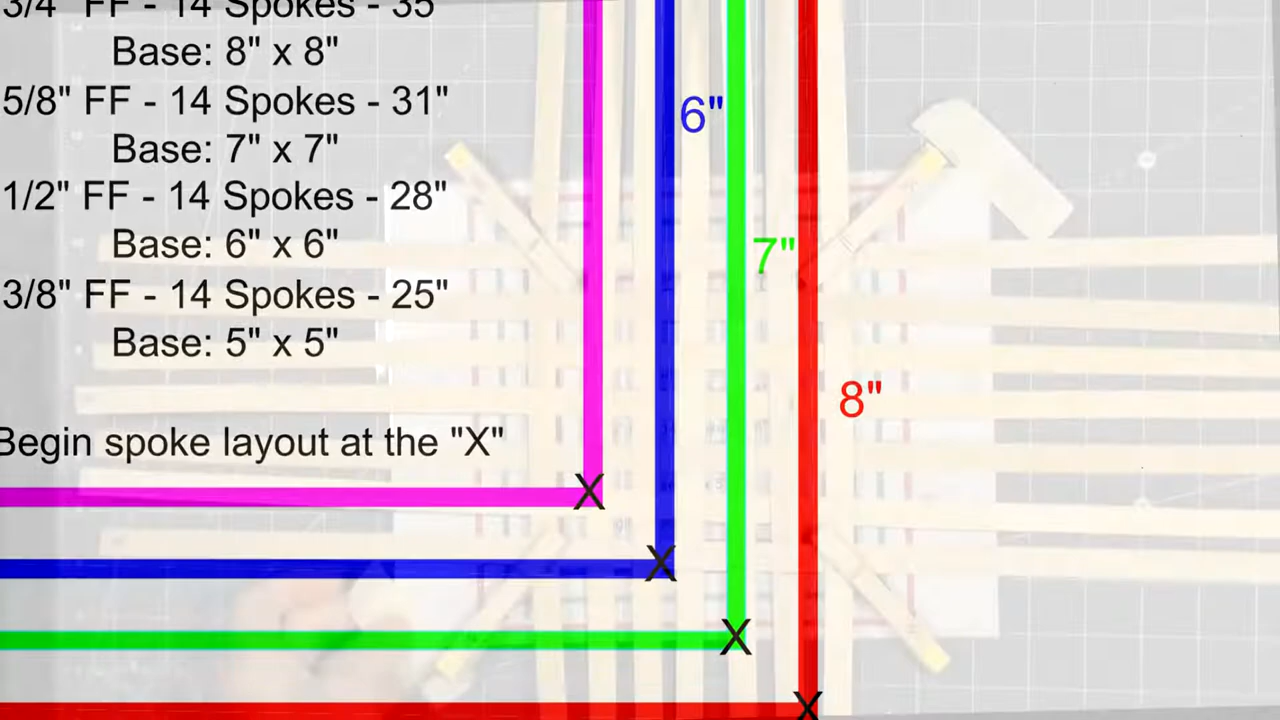 3/4" FF - 14 Spokes - 35"
Base: 8" x 8"
5/8" FF - 14 Spokes - 31"
Base: 7" x 7"
1/2" FF - 14 Spokes - 28"
Base: 6" x 6"
3/8" FF - 14 Spokes - 25"
Base: 5" x 5"
Begin spoke layout at the "X"
6"
7"
8"
X
X
X
X